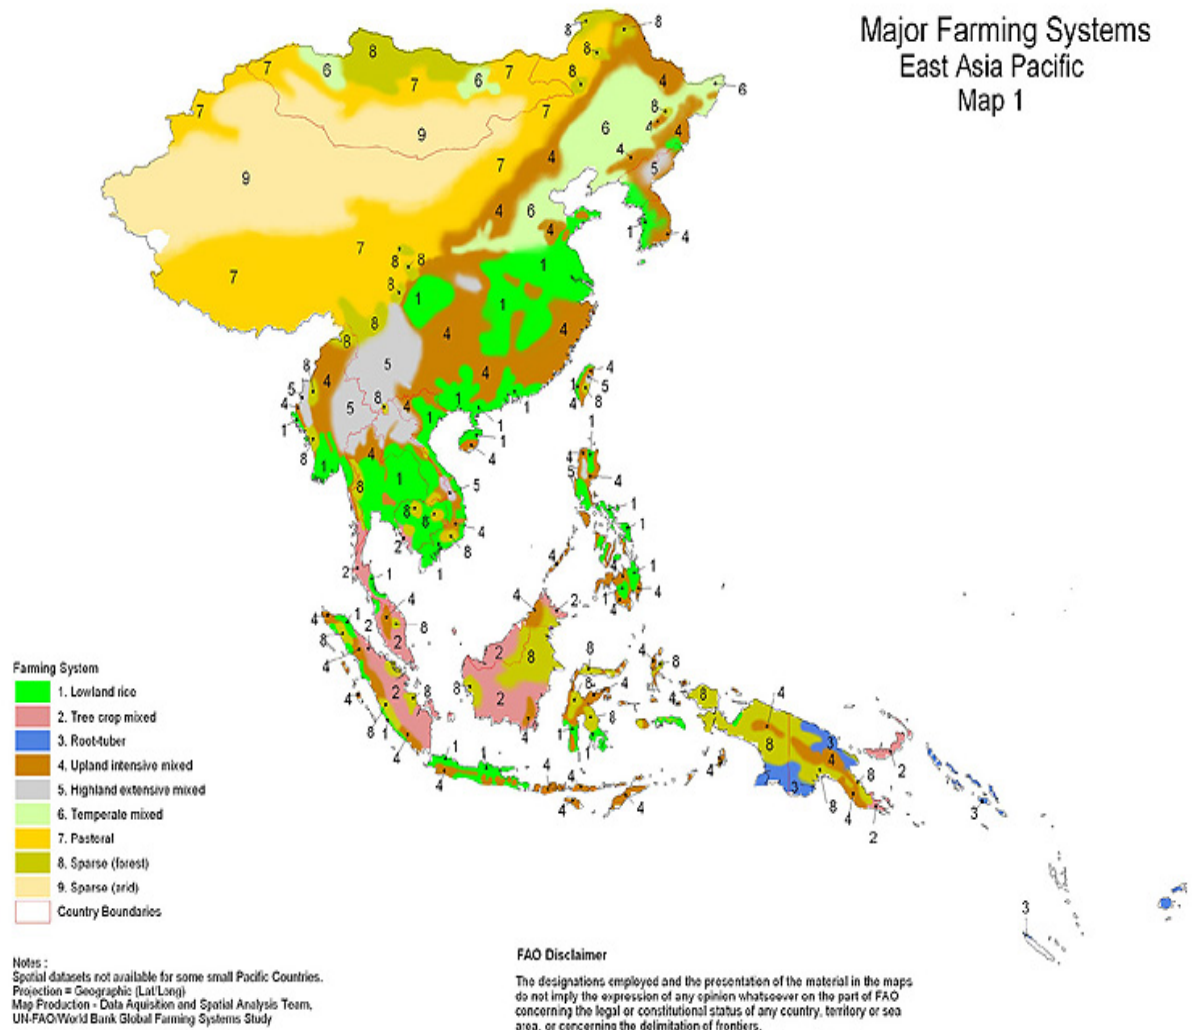 Major Farming Systems
East Asia Pacific
Map 1
Farming System
1. Lowland rice
2. Tree crop mixed
3. Root-tuber
4. Upland intensive mixed
5. Highland extensive mixed
6. Temperate mixed
7. Pastoral
8. Sparse (forest)
9. Sparse (arid)
Country Boundaries
Notes :
Spatial datasets not available for some small Pacific Countries.
Projection = Geographic (Lat/Long)
Map Production - Data Aquisition and Spatial Analysis Team,
UN-FAO/World Bank Global Farming Systems Study
FAO Disclaimer
The designations employed and the presentation of the material in the maps
do not imply the expression of any opinion whatsoever on the part of FAO
concerning the legal or constitutional status of any country, territory or sea
area, or concerning the delimitation of frontiers.